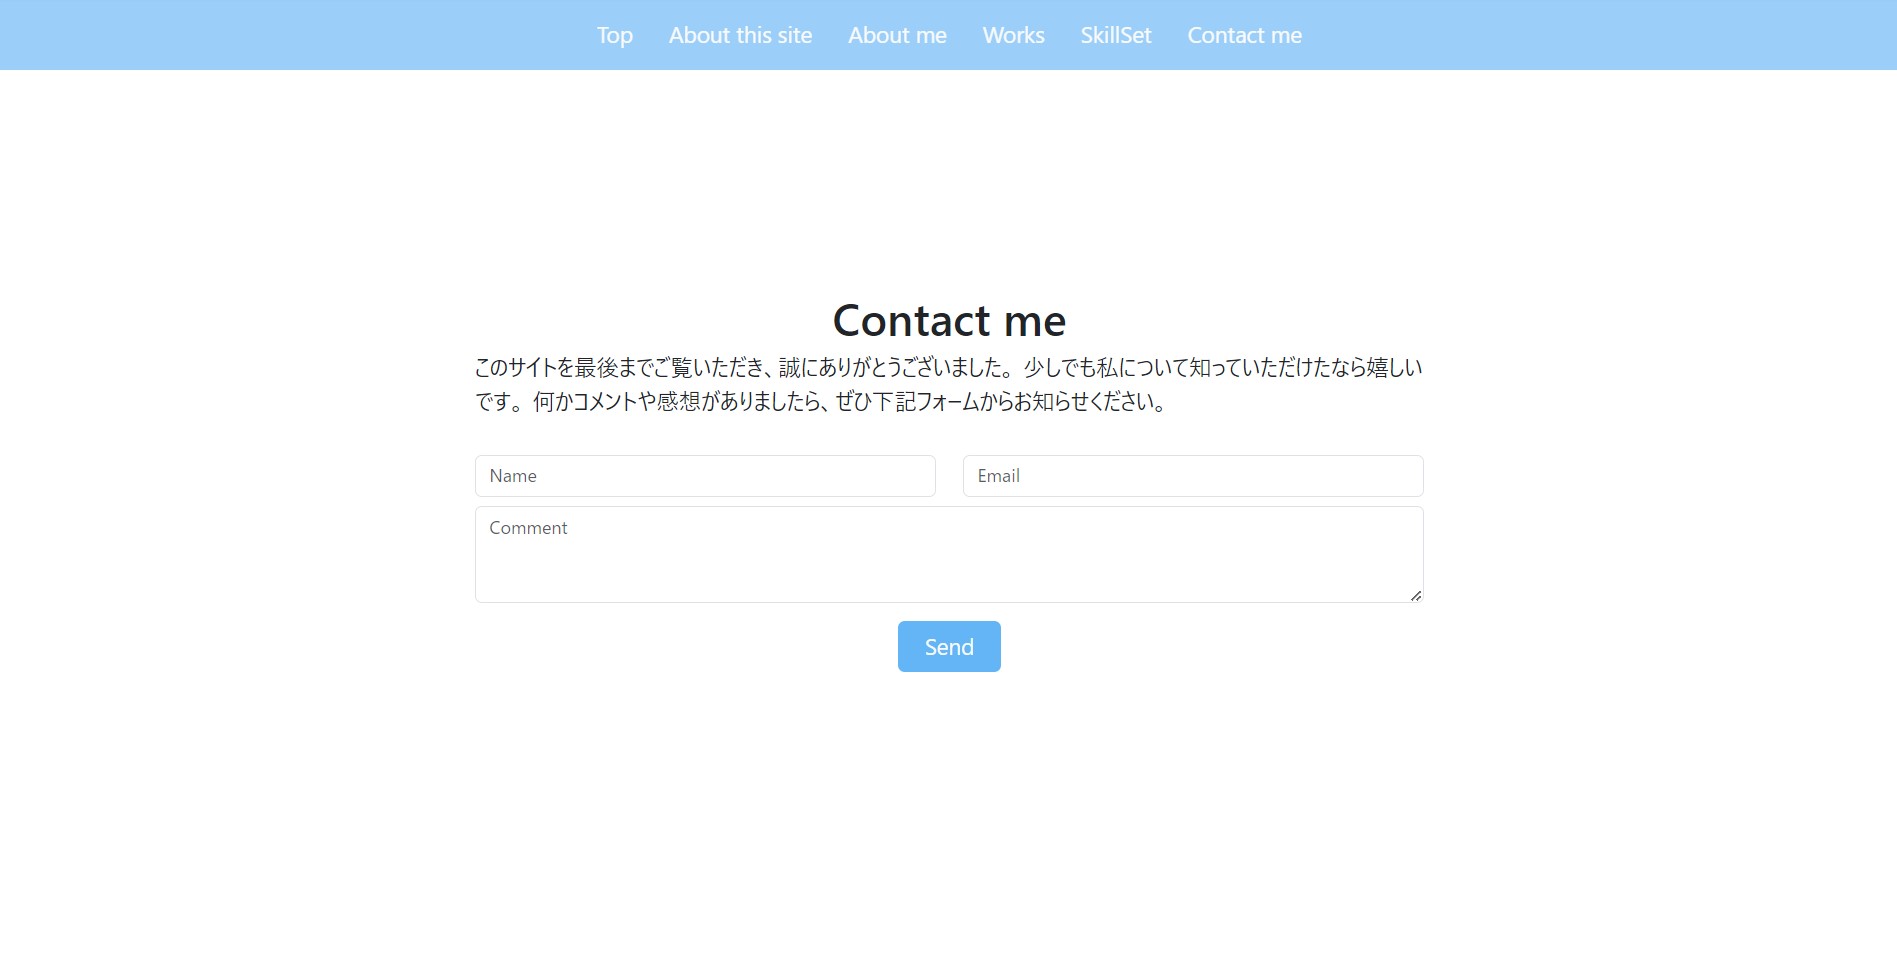 Top About this site About me Works SkillSet Contact me
Contact me
このサイトを最後までご覧いただき、誠にありがとうございました。 少しでも私について知っていただけたなら嬉しい
です。 何かコメントや感想がありましたら、ぜひ下記フォームからお知らせください。
Name Email
Comment
Send